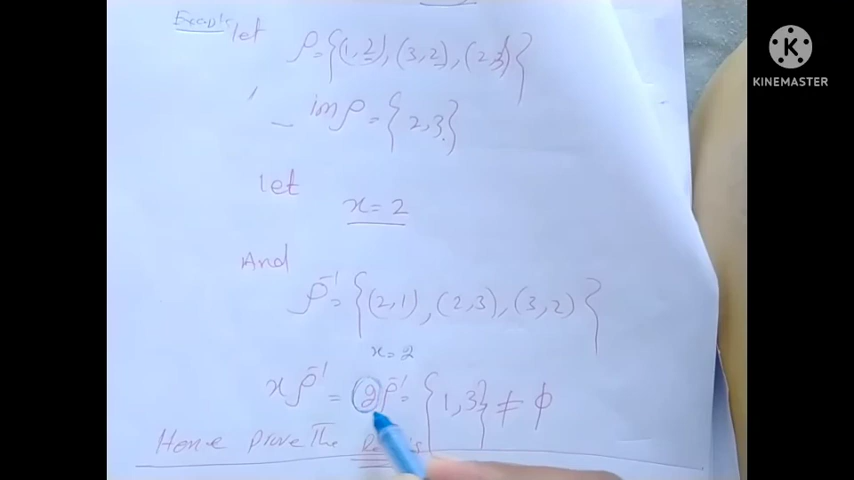 Example let ρ = {(1,2), (3,2), (2,3)}
KINEMASTER
im ρ = {2,3}
let
x = 2
And
ρ⁻¹ = {(2,1), (2,3), (3,2)}
x = 2
xρ⁻¹ = 2ρ⁻¹ = {1,3} ≠ ϕ
Hence prove The